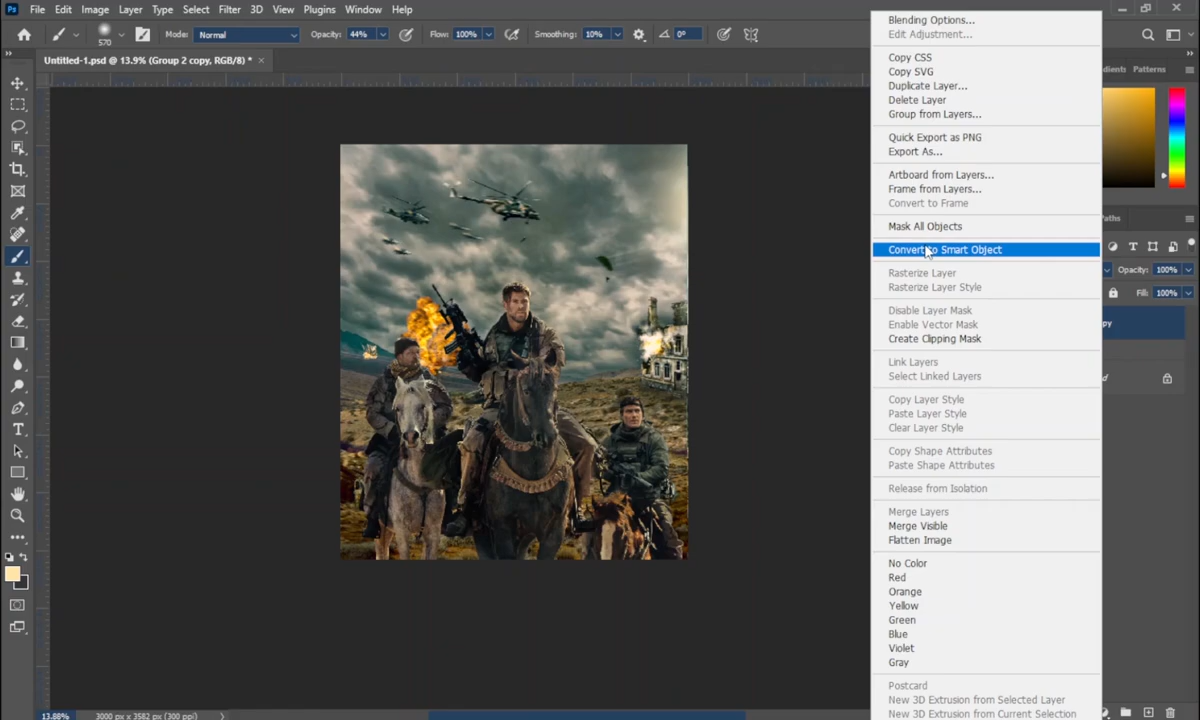 Ps File Edit Image Layer Type Select Filter 3D View Plugins Window Help
570 Mode: Normal Opacity: 44% Flow: 100% Smoothing: 10% 0°
Untitled-1.psd @ 13.9% (Group 2 copy, RGB/8) * ×
Blending Options...
Edit Adjustment...
Copy CSS
Copy SVG
Duplicate Layer...
Delete Layer
Group from Layers...
Quick Export as PNG
Export As...
Artboard from Layers...
Frame from Layers...
Convert to Frame
Mask All Objects
Convert to Smart Object
Rasterize Layer
Rasterize Layer Style
Disable Layer Mask
Enable Vector Mask
Create Clipping Mask
Link Layers
Select Linked Layers
Copy Layer Style
Paste Layer Style
Clear Layer Style
Copy Shape Attributes
Paste Shape Attributes
Release from Isolation
Merge Layers
Merge Visible
Flatten Image
No Color
Red
Orange
Yellow
Green
Blue
Violet
Gray
Postcard
New 3D Extrusion from Selected Layer
New 3D Extrusion from Current Selection
dients Patterns
aths
Opacity: 100%
Fill: 100%
py
13.88% 3000 px x 3582 px (300 ppi)